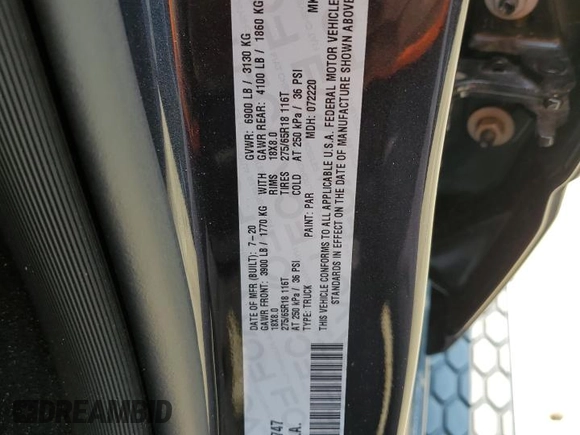 DATE OF MFR (BUILT): 7-20 GVWR: 6900 LB / 3130 KG
GAWR FRONT: 3900 LB / 1770 KG WITH GAWR REAR: 4100 LB / 1860 KG
18X8.0 RIMS 18X8.0
275/65R18 116T TIRES 275/65R18 116T
AT 250 kPa / 36 PSI COLD AT 250 kPa / 36 PSI
TYPE: TRUCK PAINT: PAR MDH: 072220
THIS VEHICLE CONFORMS TO ALL APPLICABLE U.S.A. FEDERAL MOTOR VEHICLE
STANDARDS IN EFFECT ON THE DATE OF MANUFACTURE SHOWN ABOVE
747
DREAMBID